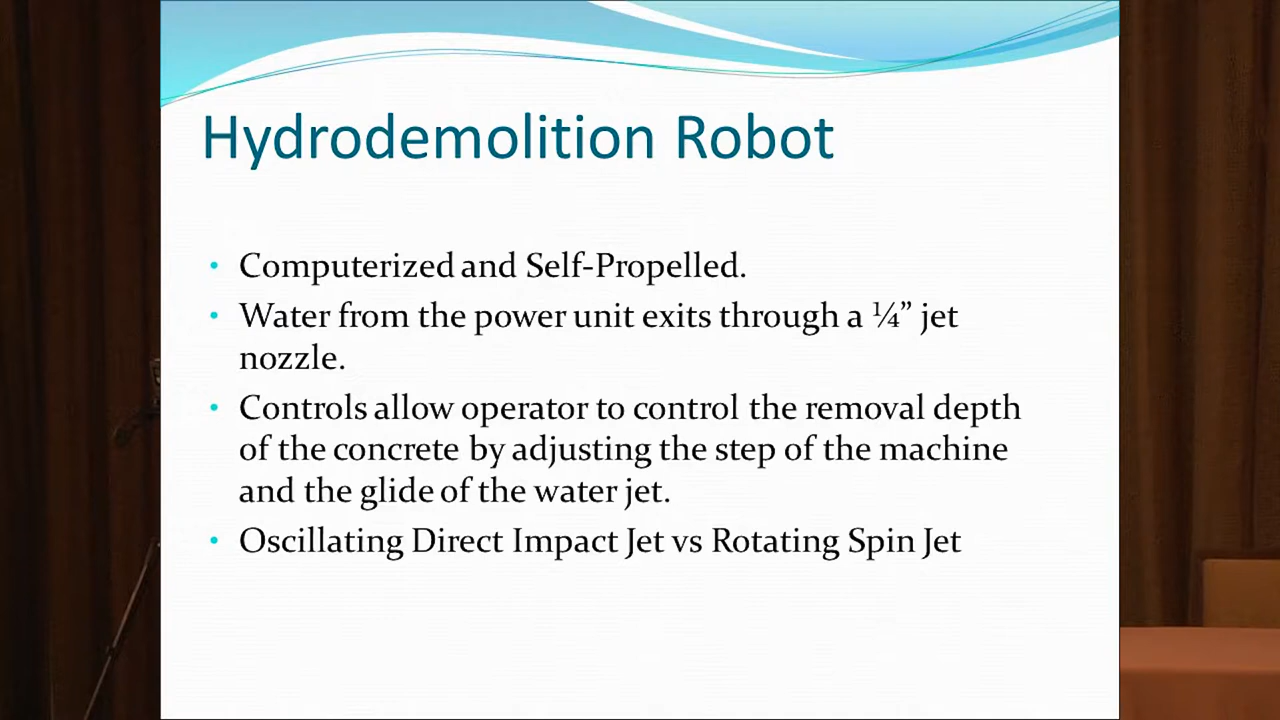 Hydrodemolition Robot
• Computerized and Self-Propelled.
• Water from the power unit exits through a ¼” jet
nozzle.
• Controls allow operator to control the removal depth
of the concrete by adjusting the step of the machine
and the glide of the water jet.
• Oscillating Direct Impact Jet vs Rotating Spin Jet